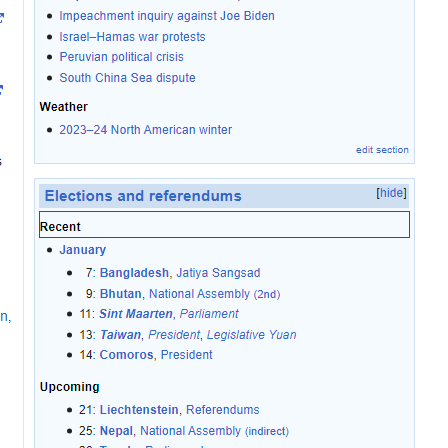 Impeachment inquiry against Joe Biden
Israel–Hamas war protests
Peruvian political crisis
South China Sea dispute
Weather
2023–24 North American winter
edit section
Elections and referendums [hide]
Recent
January
7: Bangladesh, Jatiya Sangsad
9: Bhutan, National Assembly (2nd)
11: Sint Maarten, Parliament
n,
13: Taiwan, President, Legislative Yuan
14: Comoros, President
Upcoming
21: Liechtenstein, Referendums
25: Nepal, National Assembly (indirect)